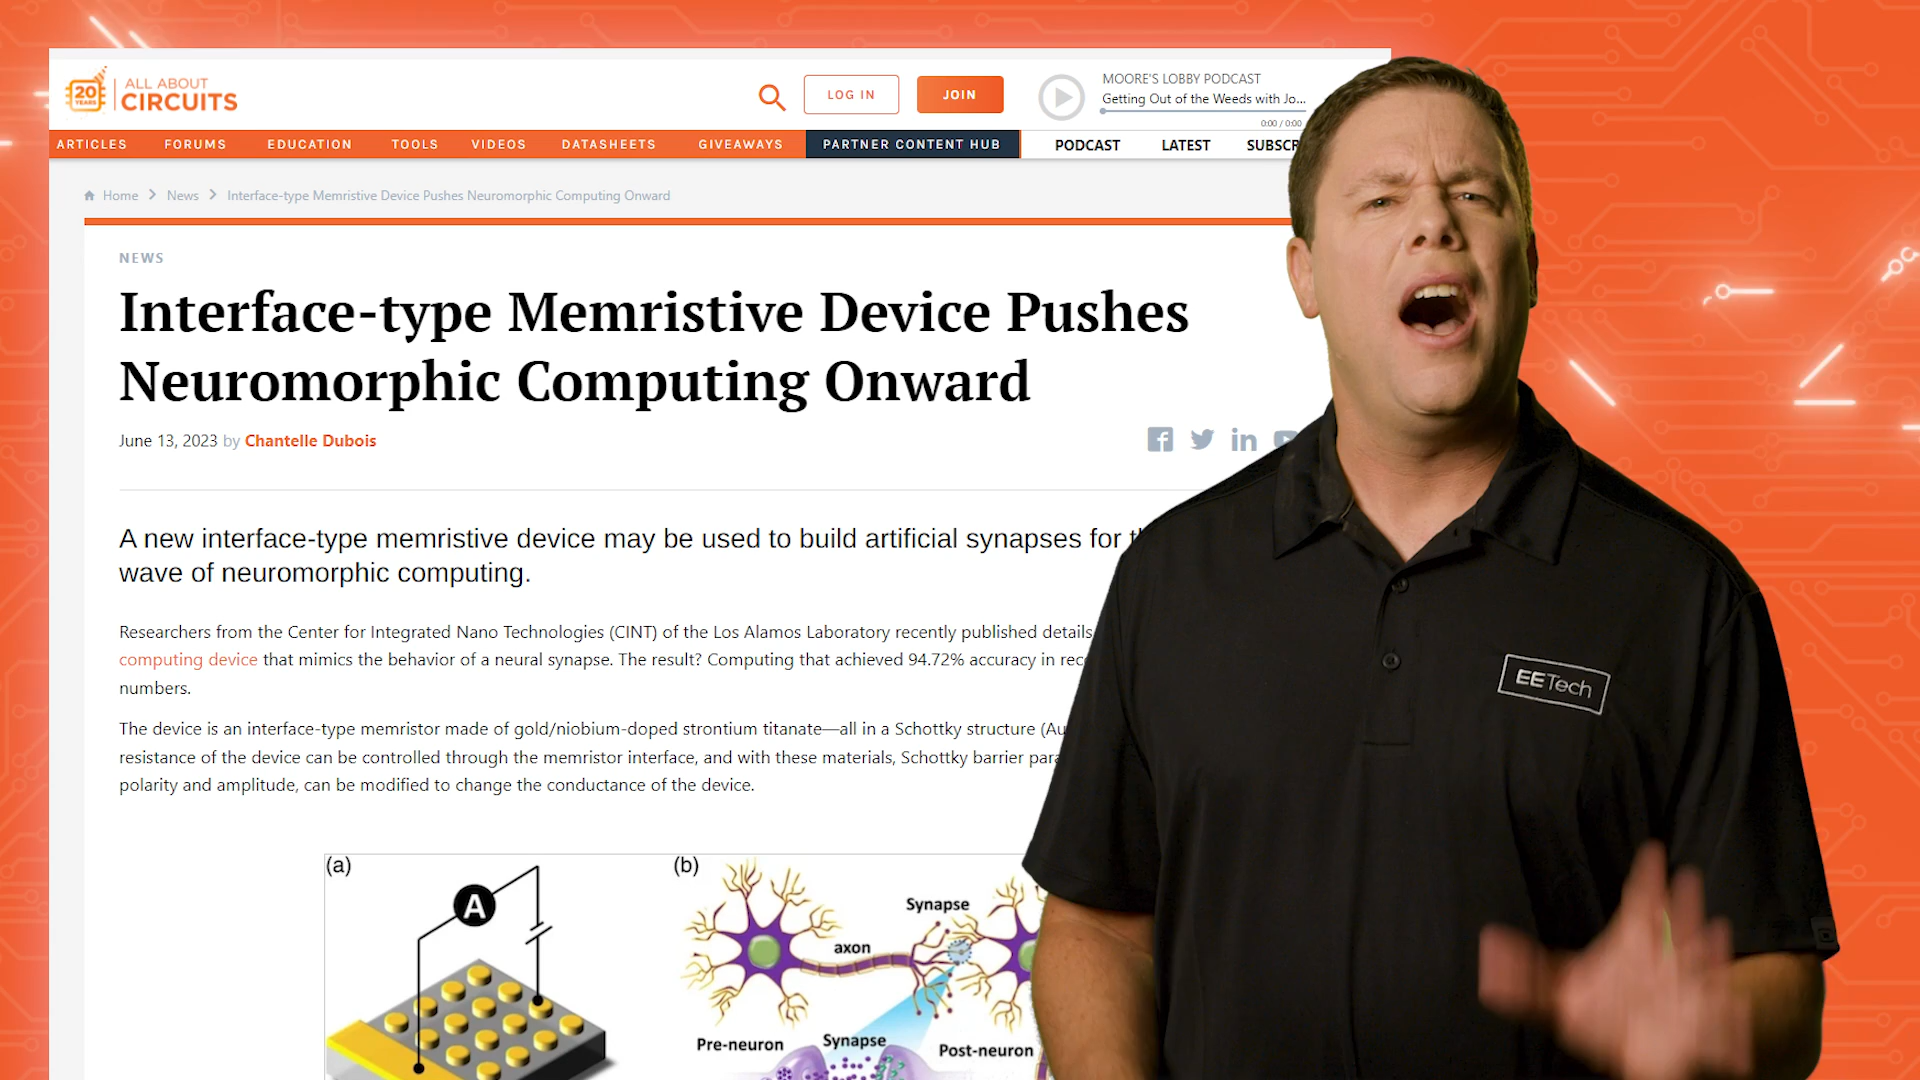 20
YEARS
ALL ABOUT
CIRCUITS
LOG IN
JOIN
MOORE'S LOBBY PODCAST
Getting Out of the Weeds with Jo...
0:00 / 0:00
ARTICLES FORUMS EDUCATION TOOLS VIDEOS DATASHEETS GIVEAWAYS PARTNER CONTENT HUB PODCAST LATEST
Home News Interface-type Memristive Device Pushes Neuromorphic Computing Onward
NEWS
Interface-type Memristive Device Pushes
Neuromorphic Computing Onward
June 13, 2023 by Chantelle Dubois
A new interface-type memristive device may be used to build artificial synapses for
wave of neuromorphic computing.
Researchers from the Center for Integrated Nano Technologies (CINT) of the Los Alamos Laboratory recently published details
computing device that mimics the behavior of a neural synapse. The result? Computing that achieved 94.72% accuracy in
numbers.
The device is an interface-type memristor made of gold/niobium-doped strontium titanate—all in a Schottky structure (Au
resistance of the device can be controlled through the memristor interface, and with these materials, Schottky barrier
polarity and amplitude, can be modified to change the conductance of the device.
(a)
A
(b)
Synapse
axon
Pre-neuron
Synapse
Post-neuron
EETech